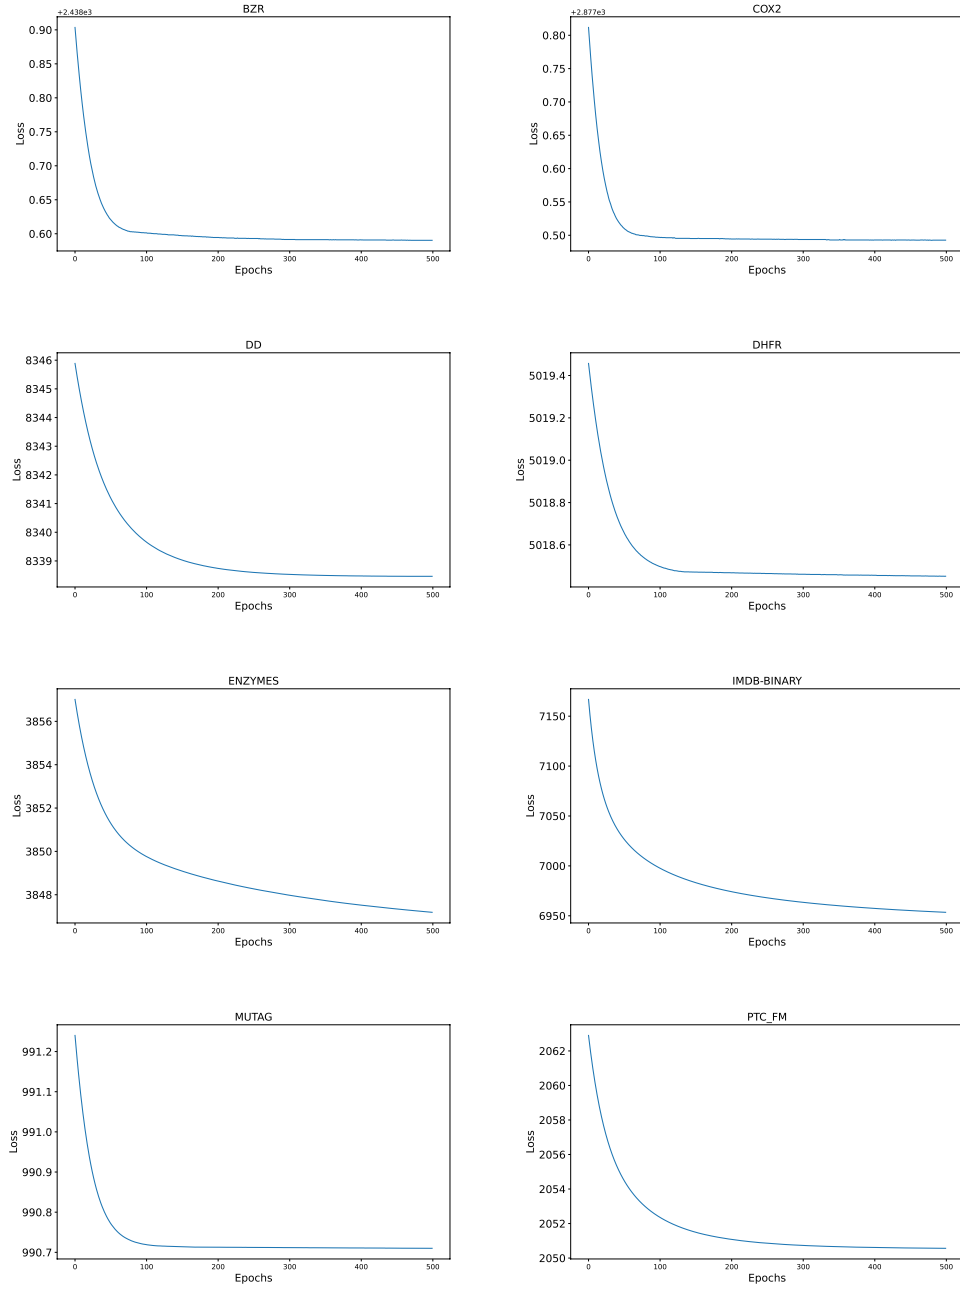 BZR
+2.438e3
0.90
0.85
0.80
0.75
0.70
0.65
0.60
Loss
0 100 200 300 400 500
Epochs
COX2
+2.877e3
0.80
0.75
0.70
0.65
0.60
0.55
0.50
Loss
0 100 200 300 400 500
Epochs
DD
8346
8345
8344
8343
8342
8341
8340
8339
Loss
0 100 200 300 400 500
Epochs
DHFR
5019.4
5019.2
5019.0
5018.8
5018.6
Loss
0 100 200 300 400 500
Epochs
ENZYMES
3856
3854
3852
3850
3848
Loss
0 100 200 300 400 500
Epochs
IMDB-BINARY
7150
7100
7050
7000
6950
Loss
0 100 200 300 400 500
Epochs
MUTAG
991.2
991.1
991.0
990.9
990.8
990.7
Loss
0 100 200 300 400 500
Epochs
PTC_FM
2062
2060
2058
2056
2054
2052
2050
Loss
0 100 200 300 400 500
Epochs